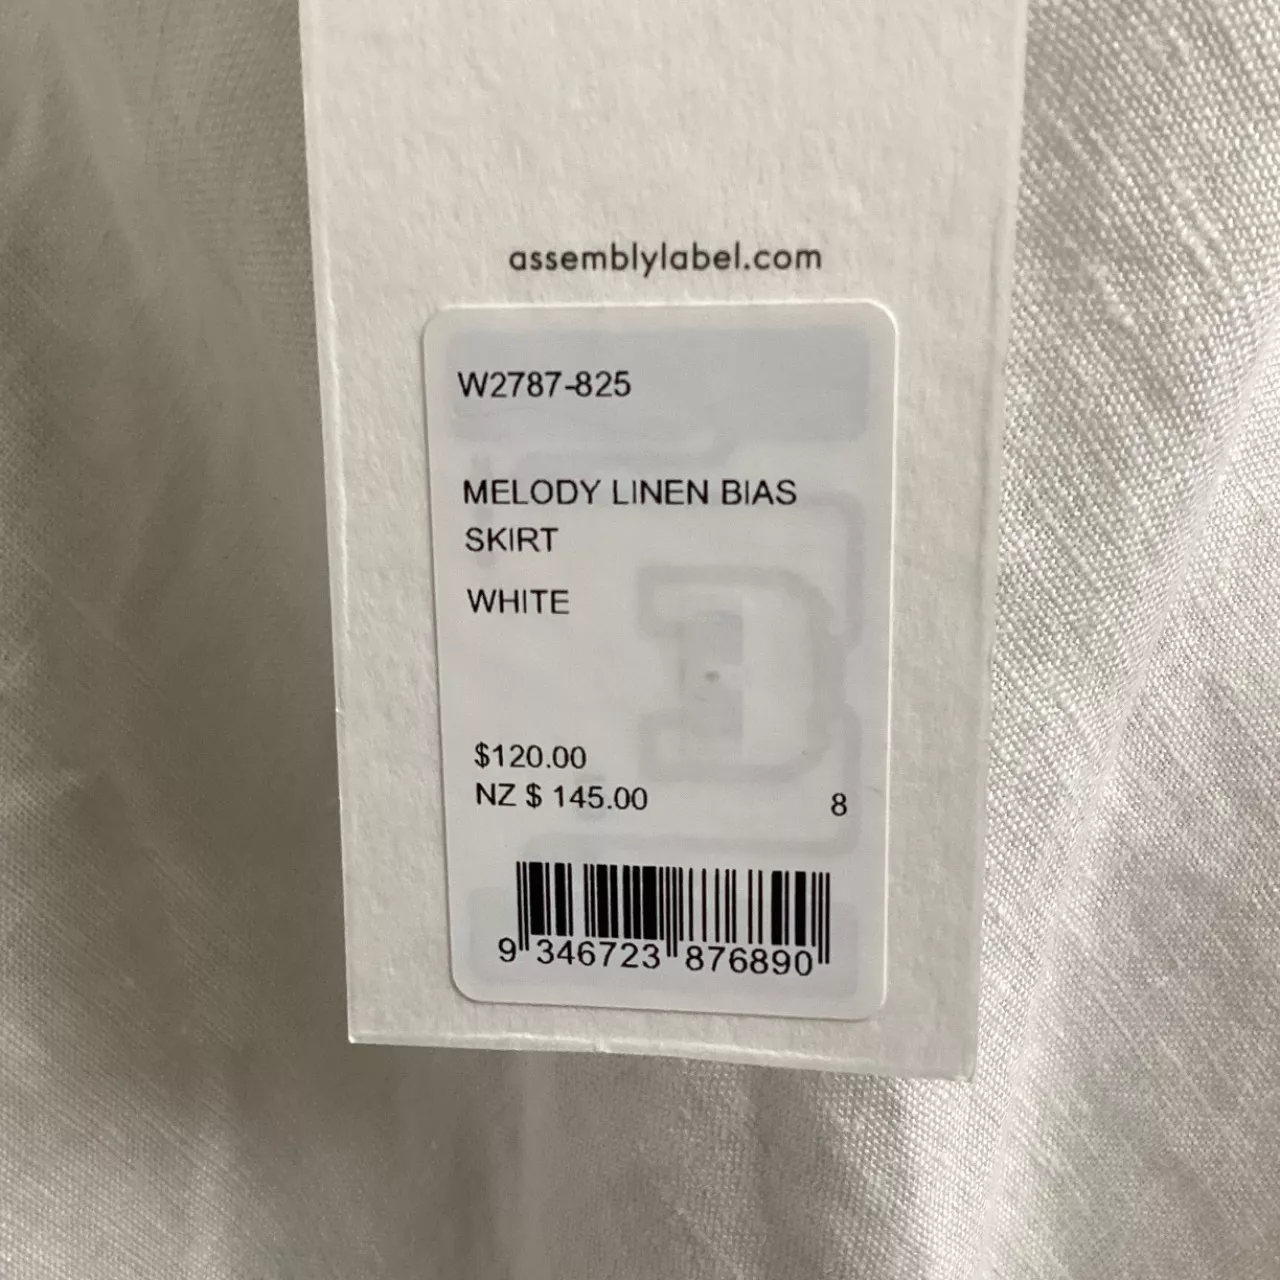 assemblylabel.com
W2787-825
MELODY LINEN BIAS
SKIRT
WHITE
$120.00
NZ $ 145.00 8
9 346723 876890